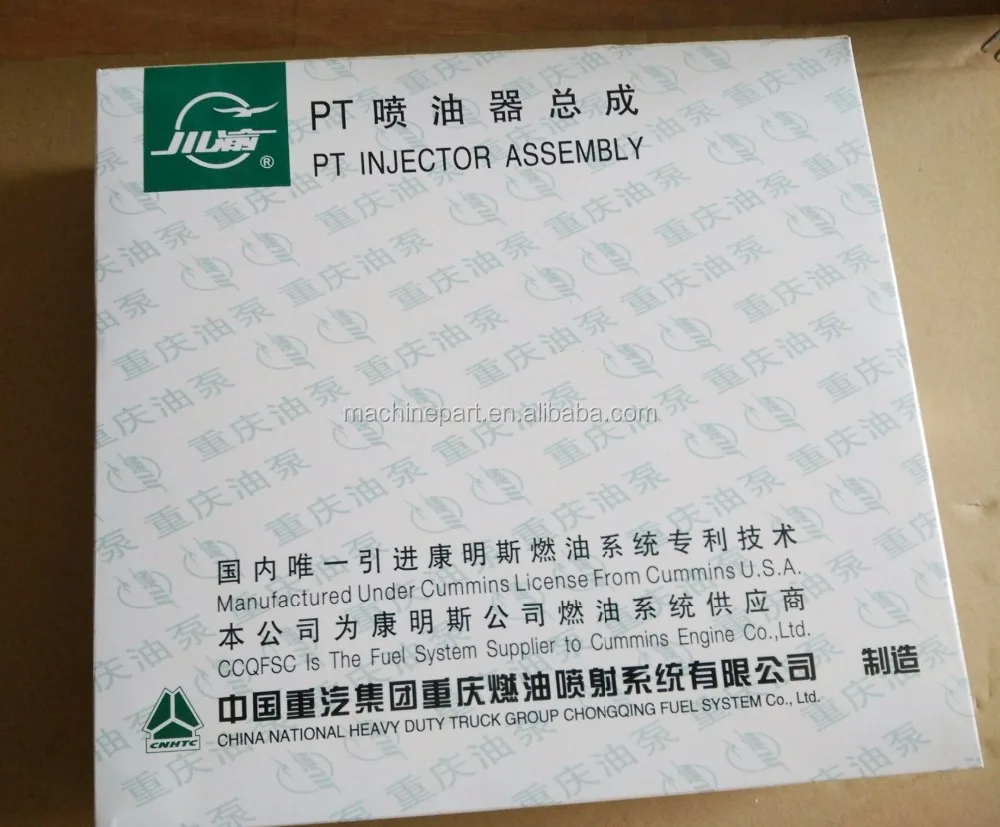 川渝®
PT 喷油器总成
PT INJECTOR ASSEMBLY
重庆油泵
machinepart.en.alibaba.com
国内唯一引进康明斯燃油系统专利技术
Manufactured Under Cummins License From Cummins U.S.A.
本公司为康明斯公司燃油系统供应商
CCQFSC Is The Fuel System Supplier to Cummins Engine Co.,Ltd.
中国重汽集团重庆燃油喷射系统有限公司 制造
CNHTC
CHINA NATIONAL HEAVY DUTY TRUCK GROUP CHONGQING FUEL SYSTEM Co., Ltd.